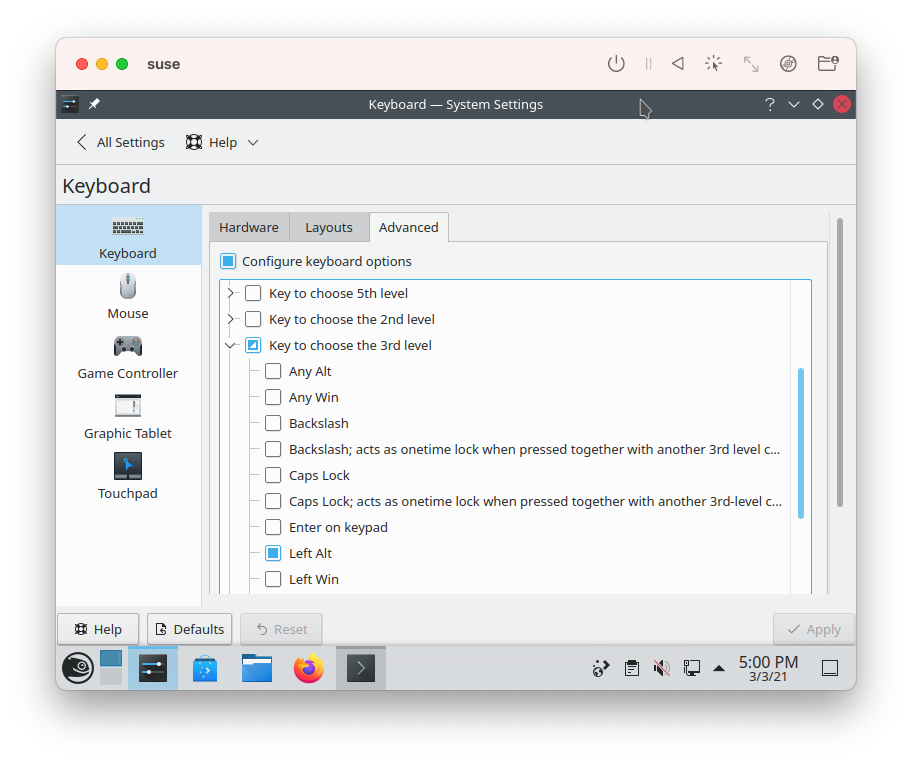 suse
Keyboard — System Settings
?
All Settings
Help
Keyboard
Keyboard
Mouse
Game Controller
Graphic Tablet
Touchpad
Hardware
Layouts
Advanced
Configure keyboard options
Key to choose 5th level
Key to choose the 2nd level
Key to choose the 3rd level
Any Alt
Any Win
Backslash
Backslash; acts as onetime lock when pressed together with another 3rd level c...
Caps Lock
Caps Lock; acts as onetime lock when pressed together with another 3rd-level c...
Enter on keypad
Left Alt
Left Win
Help
Defaults
Reset
Apply
5:00 PM
3/3/21